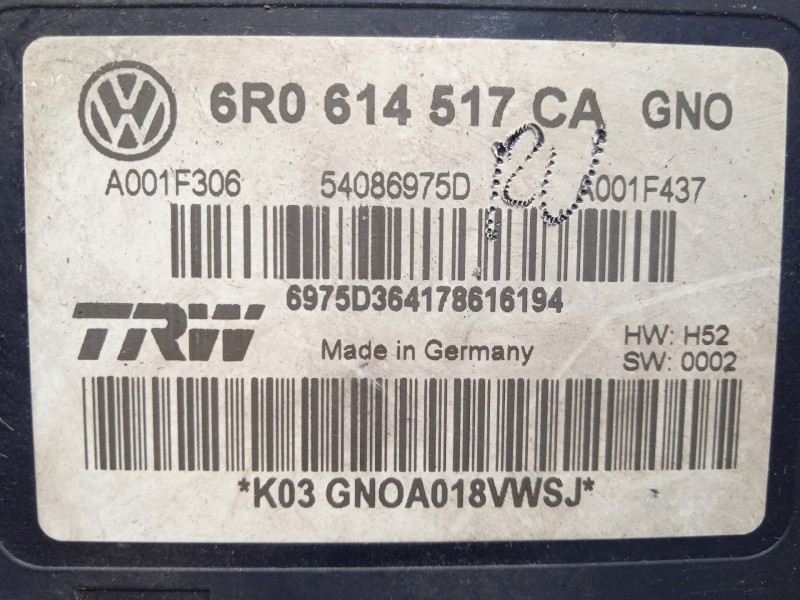 6R0 614 517 CA GNO
A001F306 54086975D A001F437
6975D364178616194
TRW Made in Germany HW: H52
SW: 0002
*K03 GNOA018VWSJ*